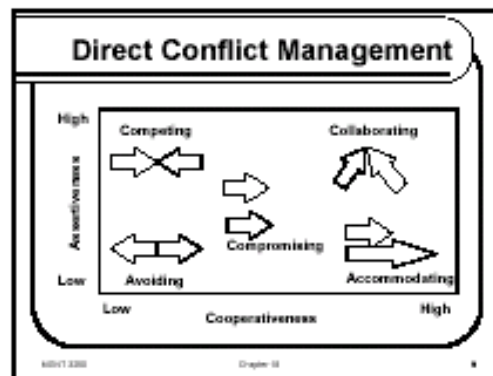 Direct Conflict Management
High
Competing
Collaborating
Assertiveness
Compromising
Low
Avoiding
Accommodating
Low
Cooperativeness
High